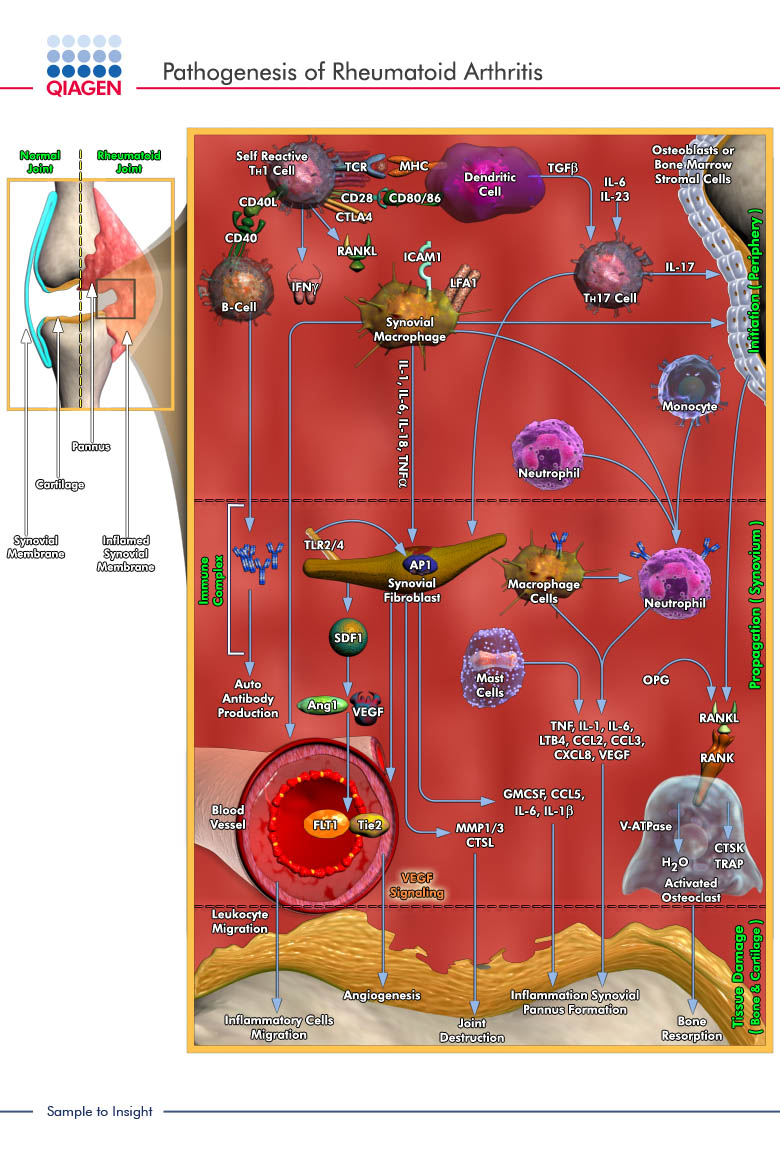 QIAGEN
Pathogenesis of Rheumatoid Arthritis
Normal
Joint
Rheumatoid
Joint
Pannus
Cartilage
Synovial
Membrane
Inflamed
Synovial
Membrane
Self Reactive
TH1 Cell
TCR
MHC
Dendritic
Cell
TGFβ
IL-6
IL-23
Osteoblasts or
Bone Marrow
Stromal Cells
CD40L
CD28
CD80/86
CTLA4
CD40
RANKL
B-Cell
IFNγ
ICAM1
LFA1
Synovial
Macrophage
TH17 Cell
IL-17
Initiation ( Periphery )
IL-1, IL-6, IL-18, TNFα
Monocyte
Neutrophil
Immune
Complex
TLR2/4
AP1
Synovial
Fibroblast
Macrophage
Cells
Neutrophil
Propagation ( Synovium )
SDF1
Mast
Cells
OPG
Auto
Antibody
Production
Ang1
VEGF
TNF, IL-1, IL-6,
LTB4, CCL2, CCL3,
CXCL8, VEGF
RANKL
RANK
Blood
Vessel
FLT1
Tie2
GMCSF, CCL5,
IL-6, IL-1β
MMP1/3
CTSL
V-ATPase
H2O
CTSK
TRAP
Activated
Osteoclast
VEGF
Signaling
Leukocyte
Migration
Tissue Damage
( Bone & Cartilage )
Angiogenesis
Inflammation Synovial
Pannus Formation
Inflammatory Cells
Migration
Joint
Destruction
Bone
Resorption
Sample to Insight